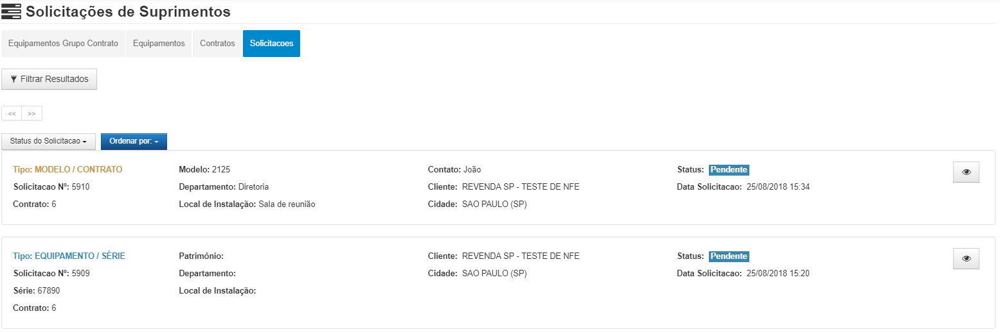 Solicitações de Suprimentos
Equipamentos Grupo Contrato Equipamentos Contratos Solicitacoes
Filtrar Resultados
<< >>
Status do Solicitacao Ordenar por:
Tipo: MODELO / CONTRATO Modelo: 2125 Contato: João Status: Pendente
Solicitacao Nº: 5910 Departamento: Diretoria Cliente: REVENDA SP - TESTE DE NFE Data Solicitacao: 25/08/2018 15:34
Contrato: 6 Local de Instalação: Sala de reunião Cidade: SAO PAULO (SP)
Tipo: EQUIPAMENTO / SÉRIE Patrimônio: Cliente: REVENDA SP - TESTE DE NFE Status: Pendente
Solicitacao Nº: 5909 Departamento: Cidade: SAO PAULO (SP) Data Solicitacao: 25/08/2018 15:20
Série: 67890 Local de Instalação:
Contrato: 6